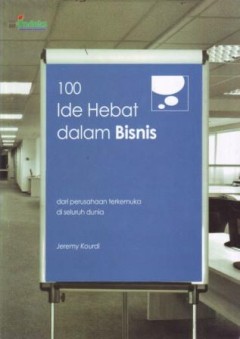 100
Ide Hebat
dalam Bisnis
dari perusahaan terkemuka
di seluruh dunia
Jeremy Kourdi